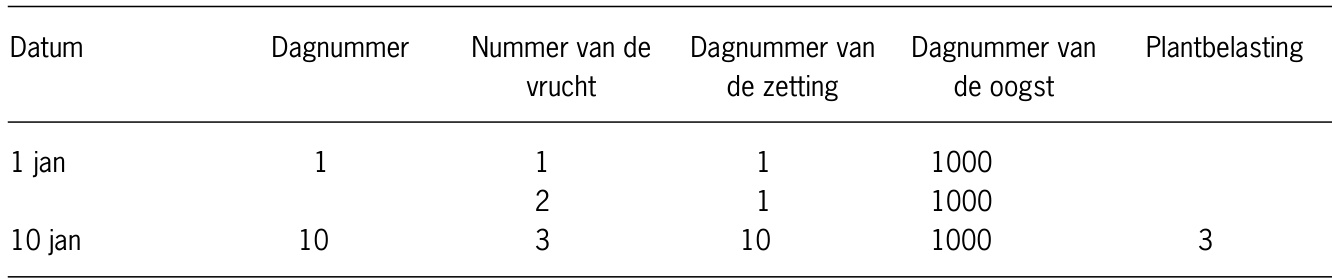 Datum Dagnummer Nummer van de Dagnummer van Dagnummer van Plantbelasting
vrucht de zetting de oogst
1 jan 1 1 1 1000
2 1 1000
10 jan 10 3 10 1000 3